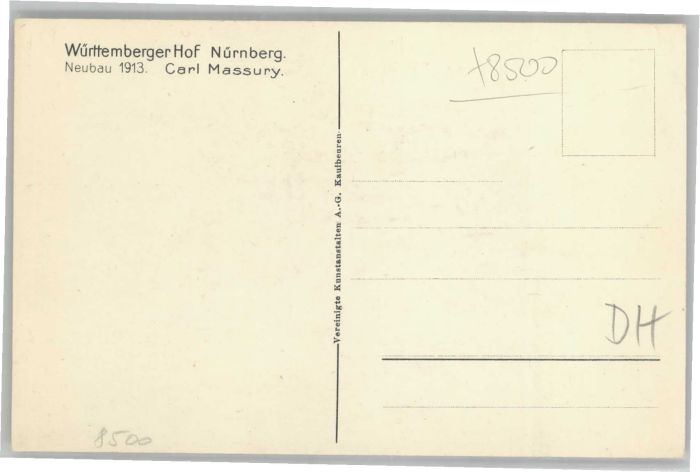 Württemberger Hof Nürnberg.
Neubau 1913. Carl Massury.
+8500
Vereinigte Kunstanstalten A.-G. Kaufbeuren.
DH
8500